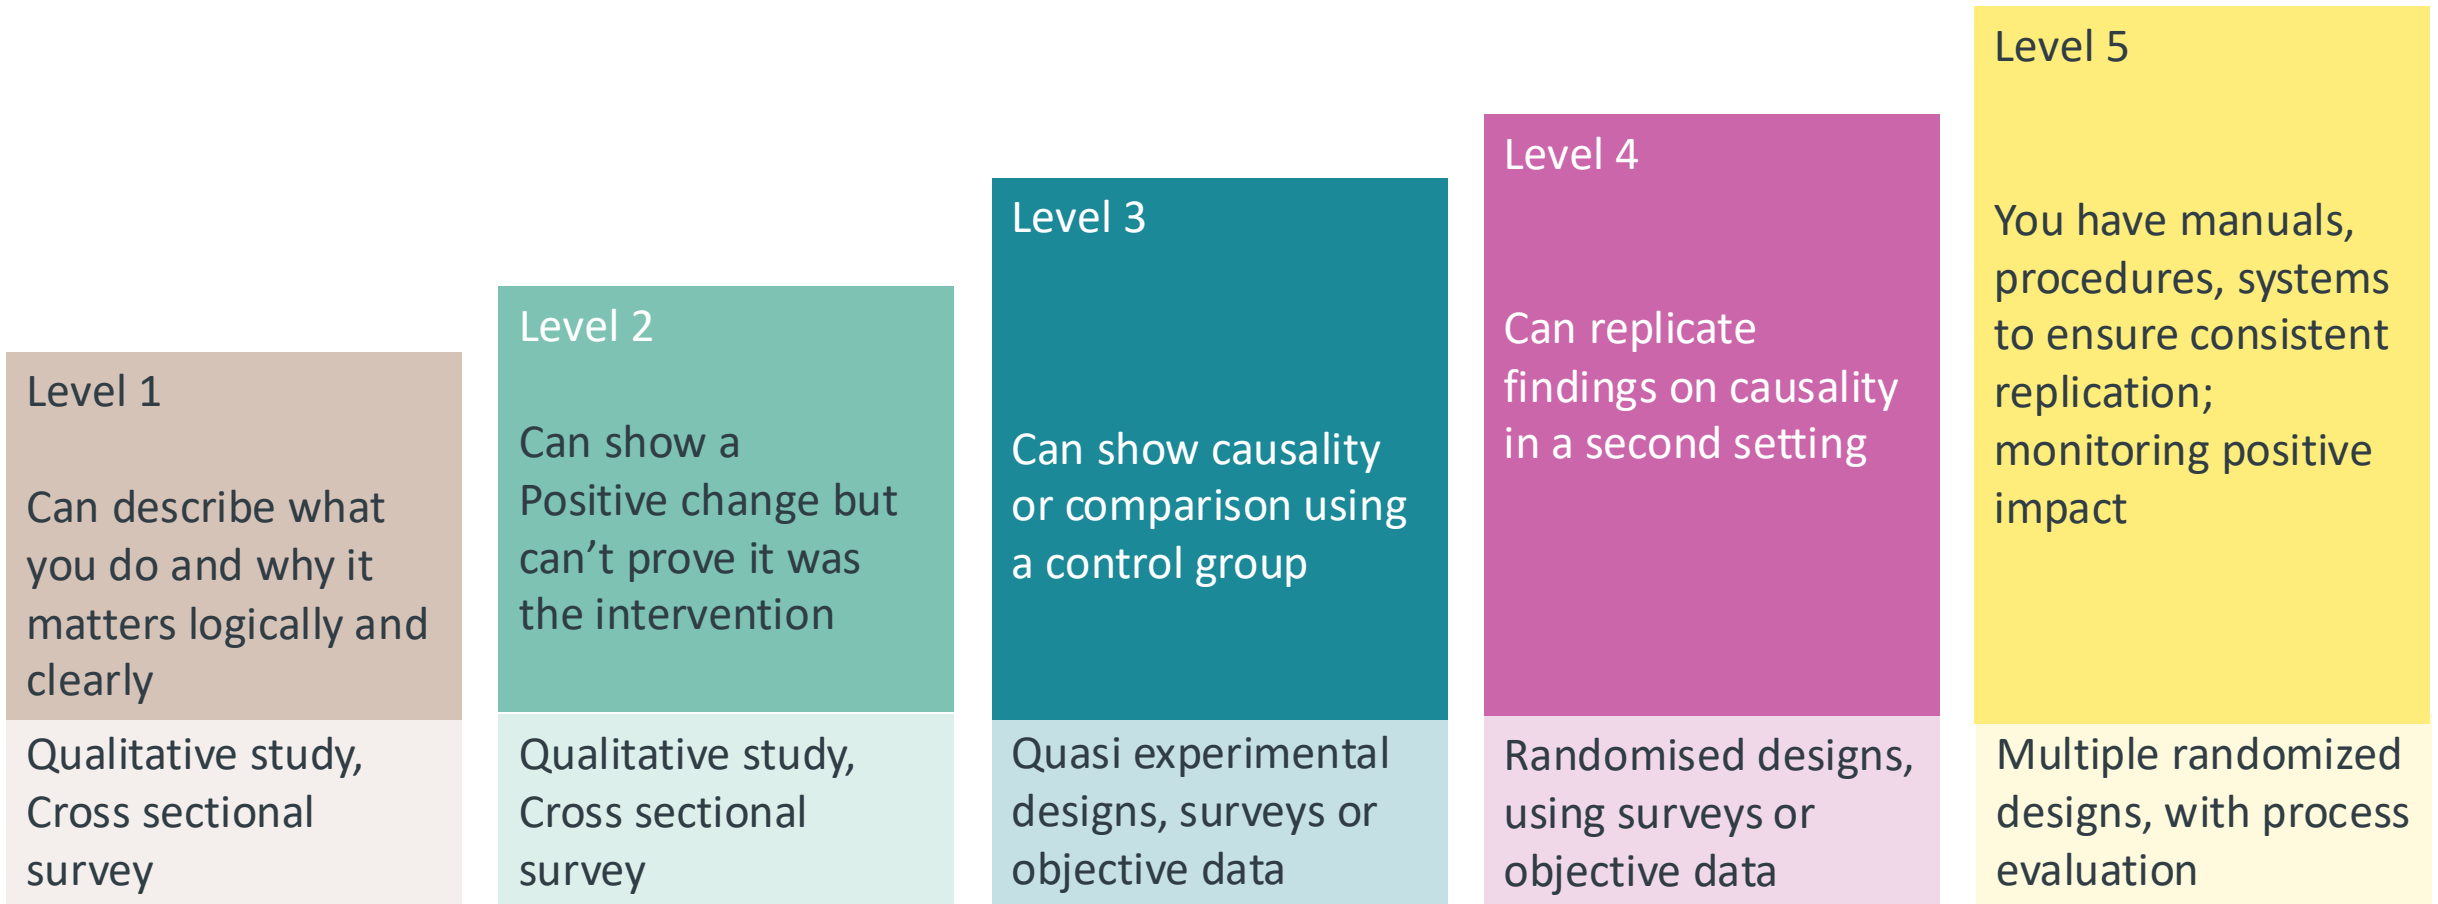 Level 1
Can describe what
you do and why it
matters logically and
clearly
Qualitative study,
Cross sectional
survey
Level 2
Can show a
Positive change but
can’t prove it was
the intervention
Qualitative study,
Cross sectional
survey
Level 3
Can show causality
or comparison using
a control group
Quasi experimental
designs, surveys or
objective data
Level 4
Can replicate
findings on causality
in a second setting
Randomised designs,
using surveys or
objective data
Level 5
You have manuals,
procedures, systems
to ensure consistent
replication;
monitoring positive
impact
Multiple randomized
designs, with process
evaluation